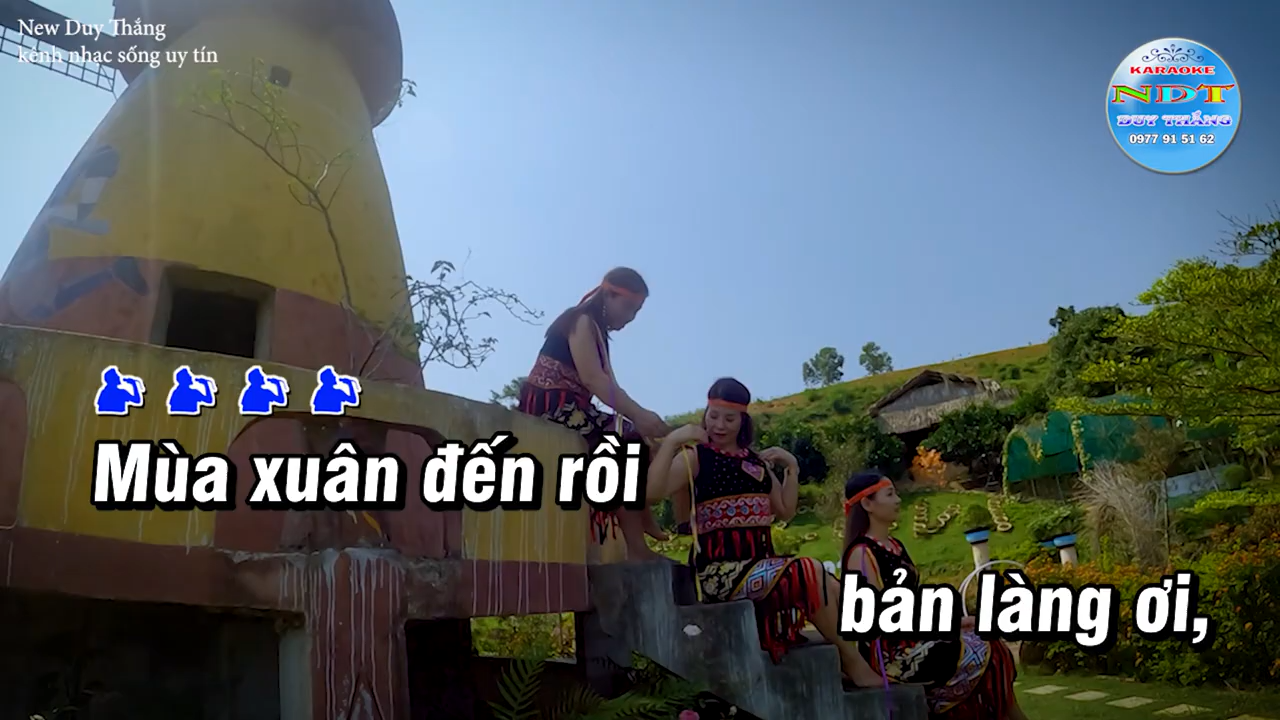 New Duy Thắng
kênh nhạc sống uy tín
KARAOKE
NDT
DUY THẮNG
0977 91 51 62
Mùa xuân đến rồi
bản làng ơi,